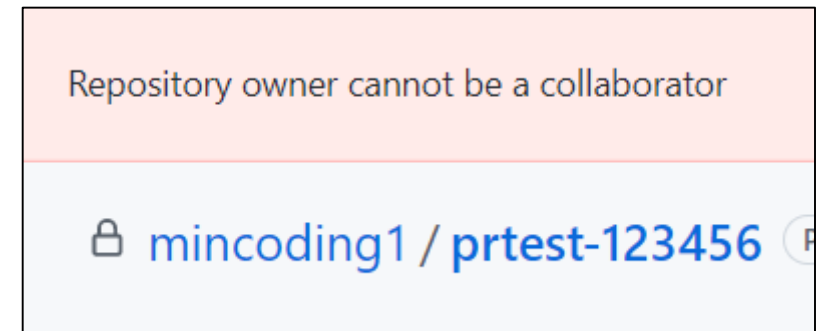 Repository owner cannot be a collaborator
mincoding1 / prtest-123456